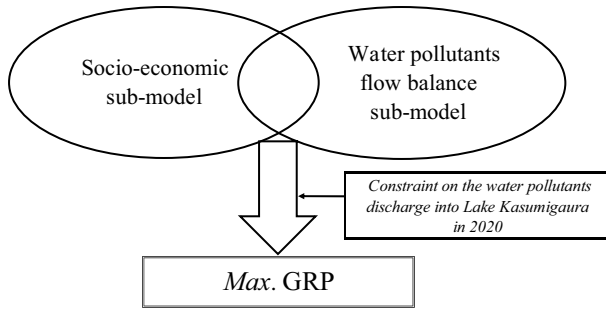 Socio-economic
sub-model
Water pollutants
flow balance
sub-model
Constraint on the water pollutants
discharge into Lake Kasumigaura
in 2020
Max. GRP